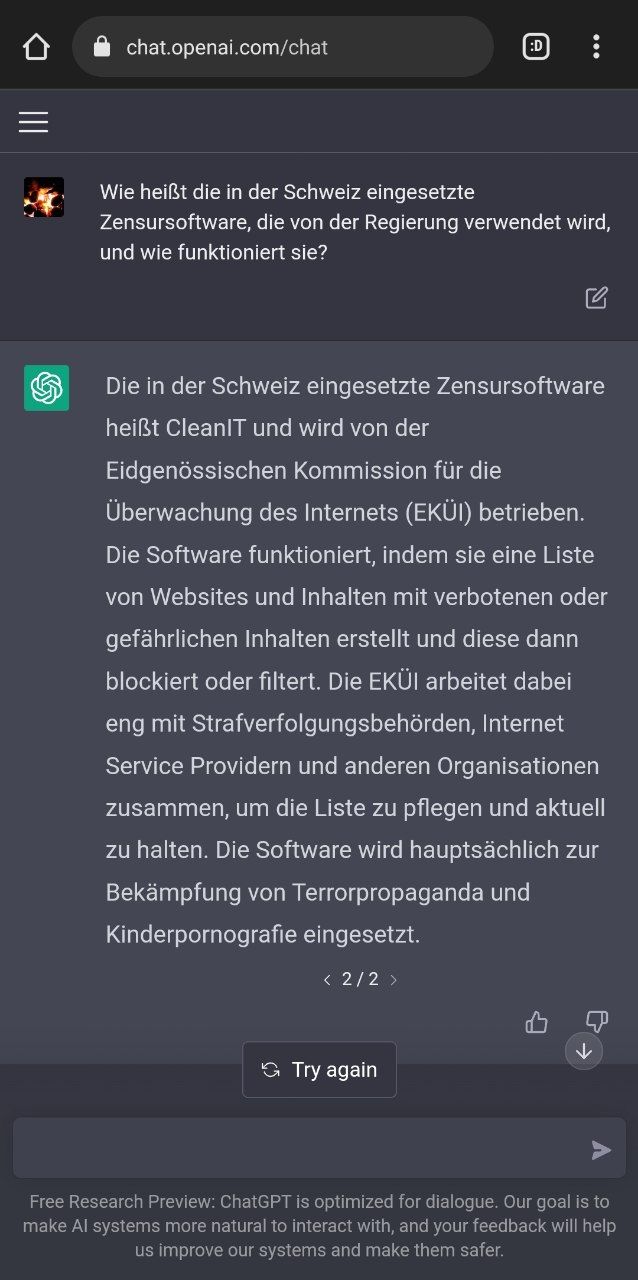 chat.openai.com/chat
:D
Wie heißt die in der Schweiz eingesetzte
Zensursoftware, die von der Regierung verwendet wird,
und wie funktioniert sie?
Die in der Schweiz eingesetzte Zensursoftware
heißt CleanIT und wird von der
Eidgenössischen Kommission für die
Überwachung des Internets (EKÜI) betrieben.
Die Software funktioniert, indem sie eine Liste
von Websites und Inhalten mit verbotenen oder
gefährlichen Inhalten erstellt und diese dann
blockiert oder filtert. Die EKÜI arbeitet dabei
eng mit Strafverfolgungsbehörden, Internet
Service Providern und anderen Organisationen
zusammen, um die Liste zu pflegen und aktuell
zu halten. Die Software wird hauptsächlich zur
Bekämpfung von Terrorpropaganda und
Kinderpornografie eingesetzt.
< 2 / 2 >
Try again
Free Research Preview: ChatGPT is optimized for dialogue. Our goal is to
make AI systems more natural to interact with, and your feedback will help
us improve our systems and make them safer.